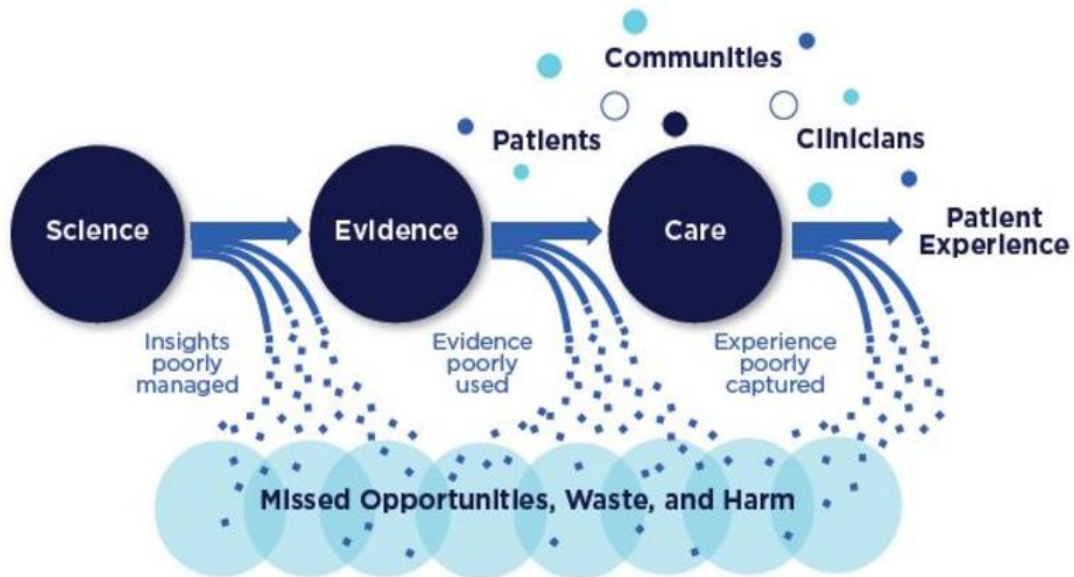 Communities
Patients
Clinicians
Science
Evidence
Care
Patient
Experience
Insights
poorly
managed
Evidence
poorly
used
Experience
poorly
captured
Missed Opportunities, Waste, and Harm